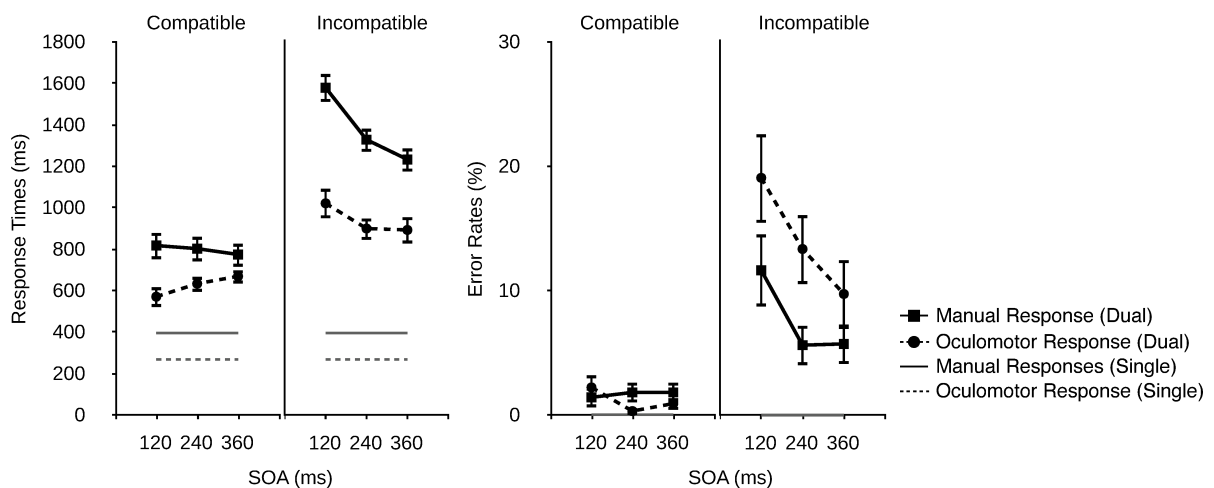 Compatible Incompatible
Response Times (ms)
1800
1600
1400
1200
1000
800
600
400
200
0
120 240 360 120 240 360
SOA (ms)
Compatible Incompatible
Error Rates (%)
30
20
10
0
120 240 360 120 240 360
SOA (ms)
Manual Response (Dual)
Oculomotor Response (Dual)
Manual Responses (Single)
Oculomotor Response (Single)